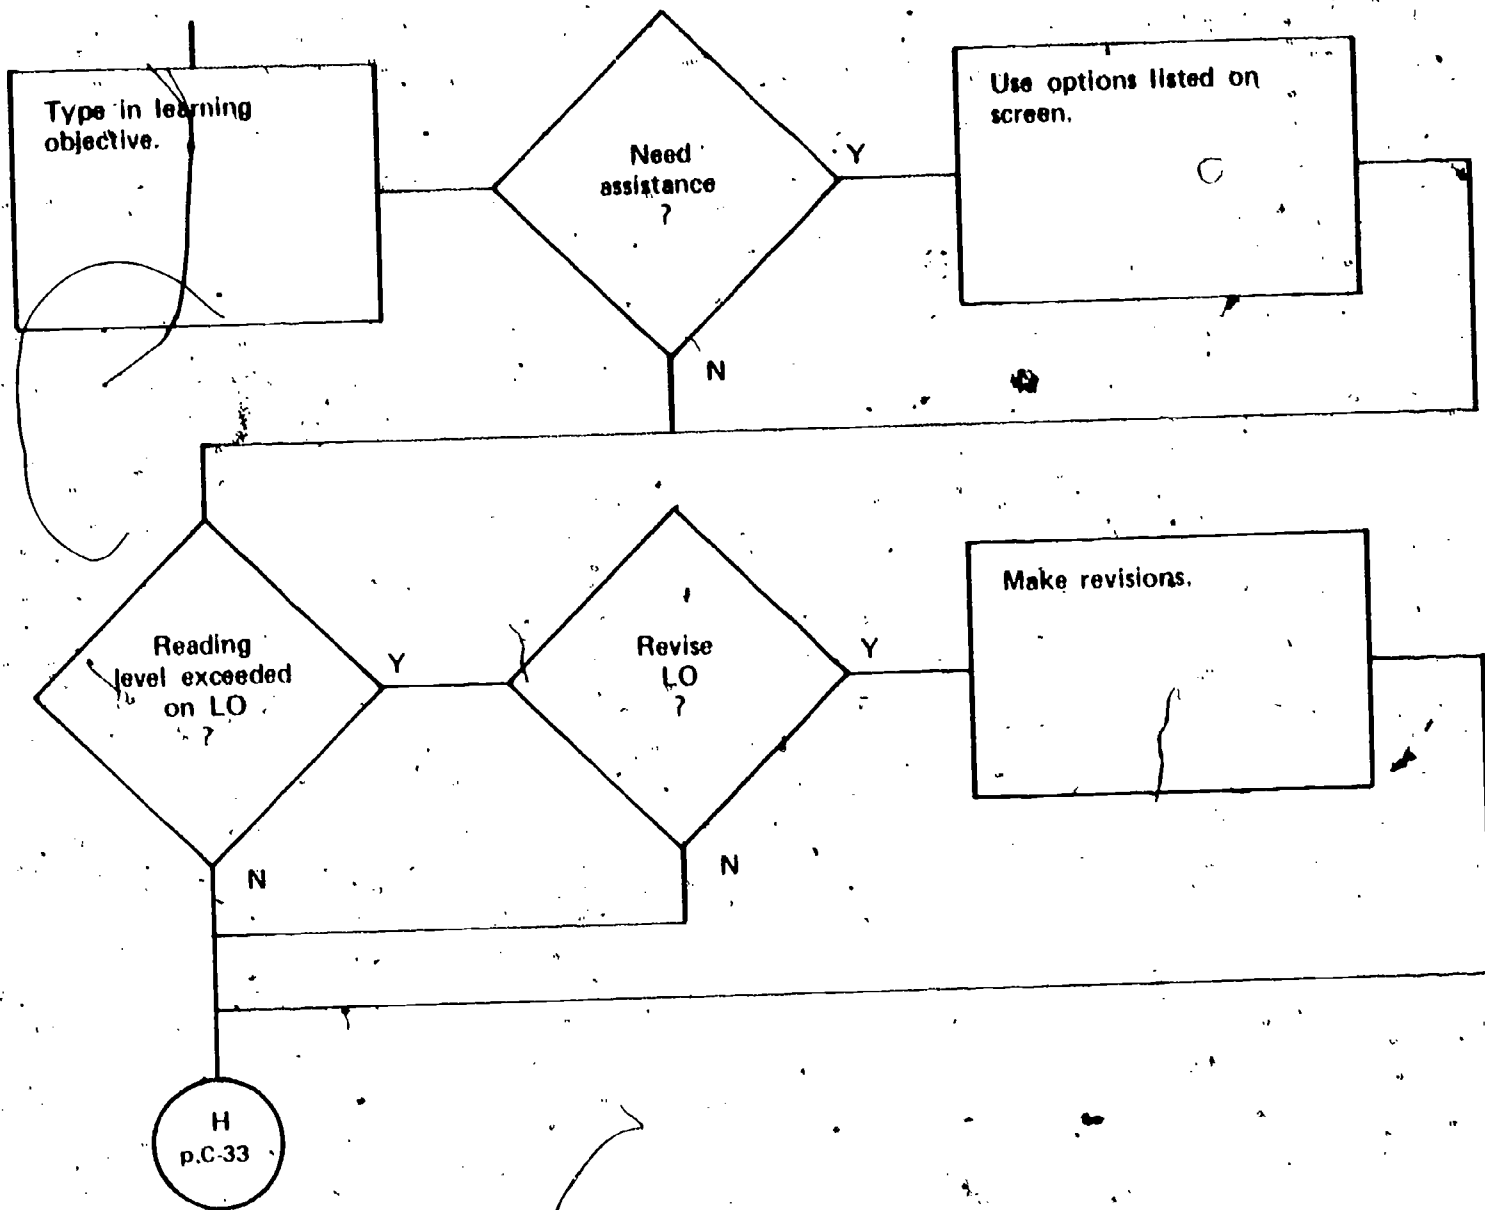 Type in learning
objective.
Need
assistance
?
Y
N
Use options listed on
screen.
Reading
level exceeded
on LO
?
Y
N
Revise
LO
?
Y
N
Make revisions.
H
p.C-33